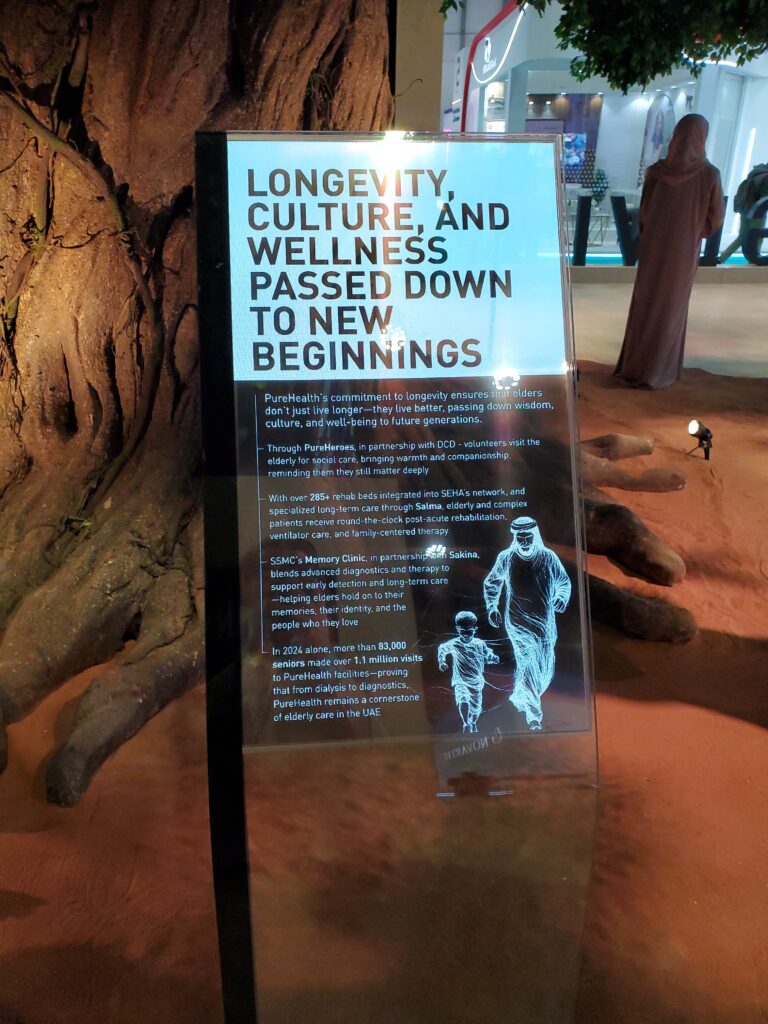 LONGEVITY,
CULTURE, AND
WELLNESS
PASSED DOWN
TO NEW
BEGINNINGS
PureHealth's commitment to longevity ensures that elders
don't just live longer—they live better, passing down wisdom,
culture, and well-being to future generations.
Through PureHeroes, in partnership with DCD - volunteers visit the
elderly for social care, bringing warmth and companionship,
reminding them they still matter deeply
With over 285+ rehab beds integrated into SEHA's network, and
specialized long-term care through Salma, elderly and complex
patients receive round-the-clock post-acute rehabilitation,
ventilator care, and family-centered therapy
SSMC's Memory Clinic, in partnership with Sakina,
blends advanced diagnostics and therapy to
support early detection and long-term care
—helping elders hold on to their
memories, their identity, and the
people who they love
In 2024 alone, more than 83,000
seniors made over 1.1 million visits
to PureHealth facilities—proving
that from dialysis to diagnostics,
PureHealth remains a cornerstone
of elderly care in the UAE